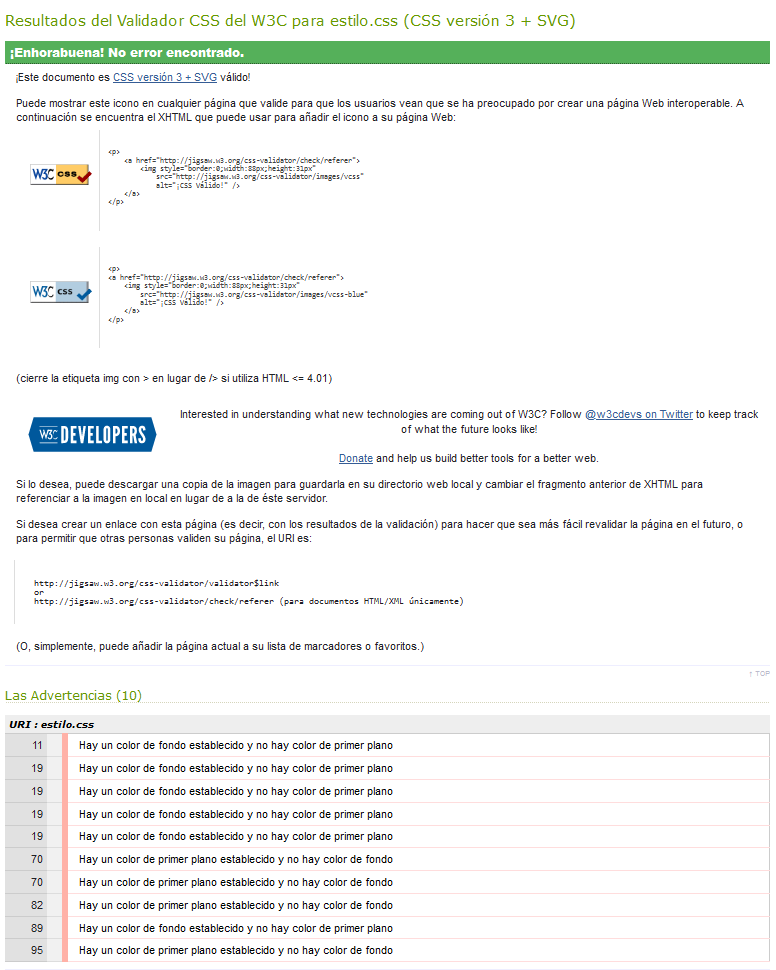 Resultados del Validador CSS del W3C para estilo.css (CSS versión 3 + SVG)
¡Enhorabuena! No error encontrado.
¡Este documento es CSS versión 3 + SVG válido!
Puede mostrar este icono en cualquier página que valide para que los usuarios vean que se ha preocupado por crear una página Web interoperable. A
continuación se encuentra el XHTML que puede usar para añadir el icono a su página Web:
W3C css
<p>
<a href="http://jigsaw.w3.org/css-validator/check/referer">
<img style="border:0;width:88px;height:31px"
src="http://jigsaw.w3.org/css-validator/images/vcss"
alt="¡CSS Válido!" />
</a>
</p>
W3C css
<p>
<a href="http://jigsaw.w3.org/css-validator/check/referer">
<img style="border:0;width:88px;height:31px"
src="http://jigsaw.w3.org/css-validator/images/vcss-blue"
alt="¡CSS Válido!" />
</a>
</p>
(cierre la etiqueta img con > en lugar de /> si utiliza HTML <= 4.01)
W3C DEVELOPERS
Interested in understanding what new technologies are coming out of W3C? Follow @w3cdevs on Twitter to keep track
of what the future looks like!
Donate and help us build better tools for a better web.
Si lo desea, puede descargar una copia de la imagen para guardarla en su directorio web local y cambiar el fragmento anterior de XHTML para
referenciar a la imagen en local en lugar de a la de éste servidor.
Si desea crear un enlace con esta página (es decir, con los resultados de la validación) para hacer que sea más fácil revalidar la página en el futuro, o
para permitir que otras personas validen su página, el URI es:
http://jigsaw.w3.org/css-validator/validator$link
or
http://jigsaw.w3.org/css-validator/check/referer (para documentos HTML/XML únicamente)
(O, simplemente, puede añadir la página actual a su lista de marcadores o favoritos.)
↑ TOP
Las Advertencias (10)
URI : estilo.css
11 Hay un color de fondo establecido y no hay color de primer plano
19 Hay un color de fondo establecido y no hay color de primer plano
19 Hay un color de fondo establecido y no hay color de primer plano
19 Hay un color de fondo establecido y no hay color de primer plano
19 Hay un color de fondo establecido y no hay color de primer plano
70 Hay un color de primer plano establecido y no hay color de fondo
70 Hay un color de primer plano establecido y no hay color de fondo
82 Hay un color de primer plano establecido y no hay color de fondo
89 Hay un color de fondo establecido y no hay color de primer plano
95 Hay un color de primer plano establecido y no hay color de fondo